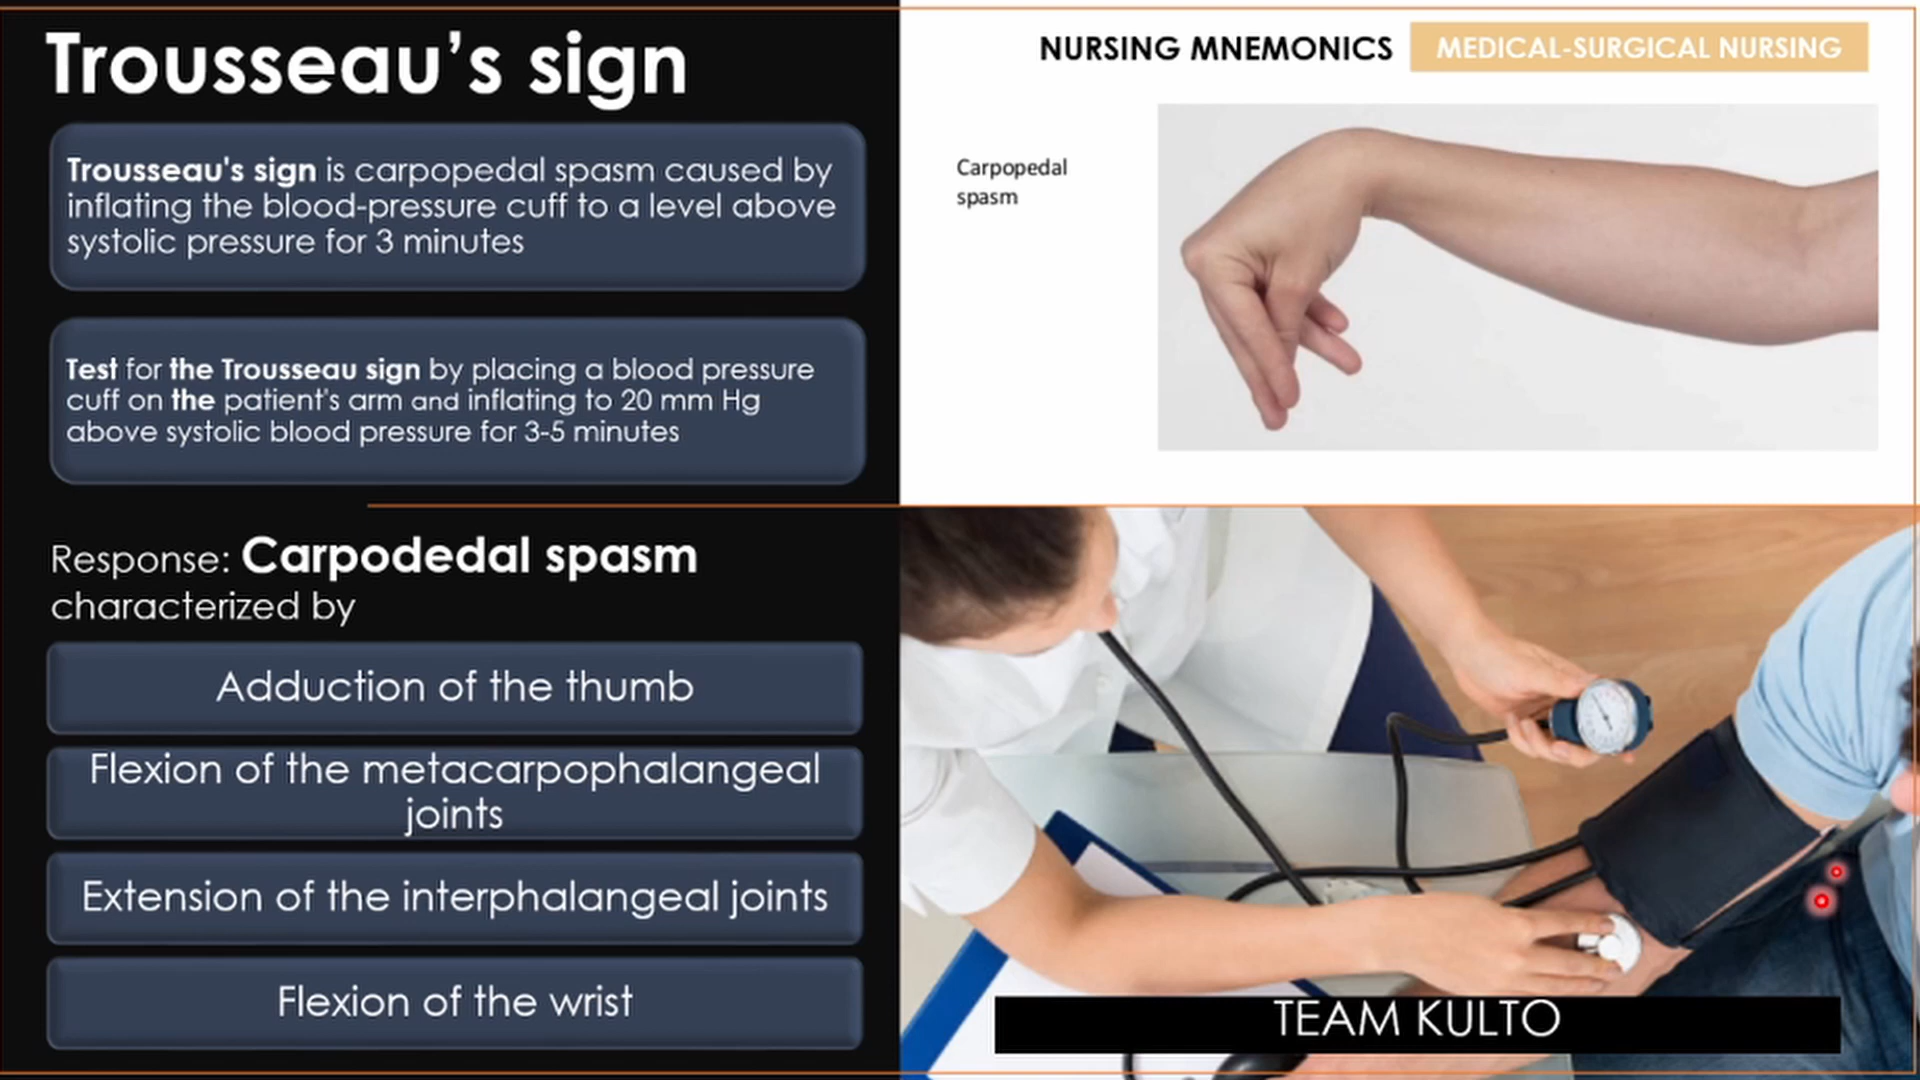 Trousseau’s sign
Trousseau's sign is carpopedal spasm caused by
inflating the blood-pressure cuff to a level above
systolic pressure for 3 minutes
Test for the Trousseau sign by placing a blood pressure
cuff on the patient's arm and inflating to 20 mm Hg
above systolic blood pressure for 3-5 minutes
Response: Carpodedal spasm
characterized by
Adduction of the thumb
Flexion of the metacarpophalangeal
joints
Extension of the interphalangeal joints
Flexion of the wrist
NURSING MNEMONICS
MEDICAL-SURGICAL NURSING
Carpopedal
spasm
TEAM KULTO